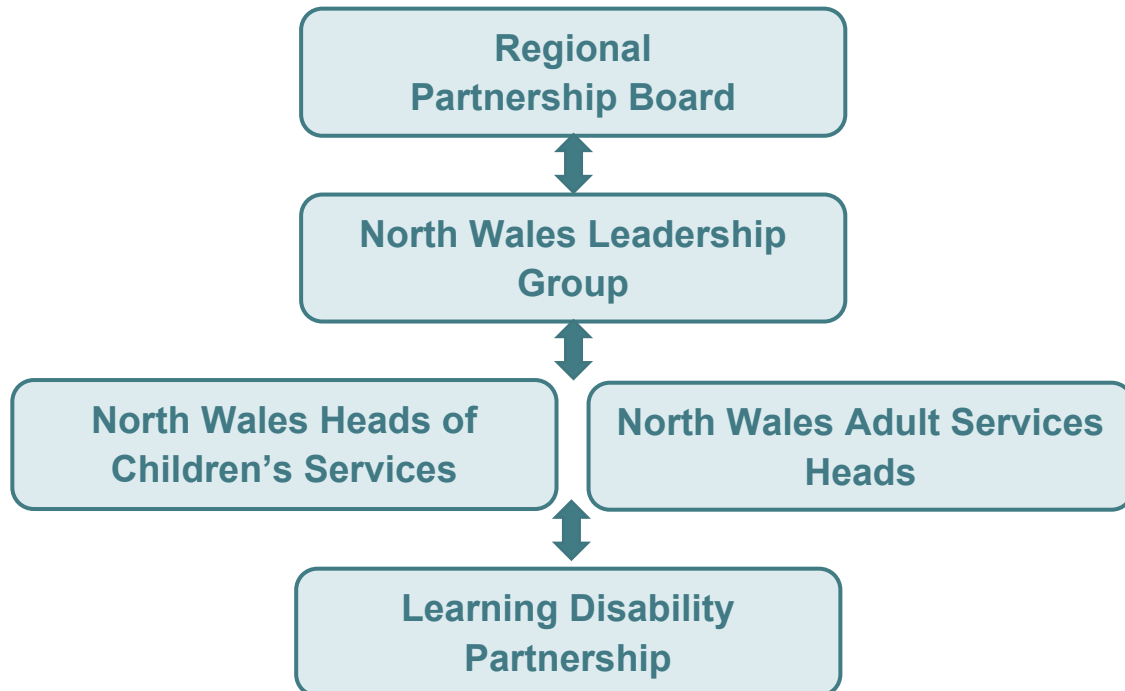 Regional
Partnership Board
North Wales Leadership
Group
North Wales Heads of
Children’s Services
North Wales Adult Services
Heads
Learning Disability
Partnership